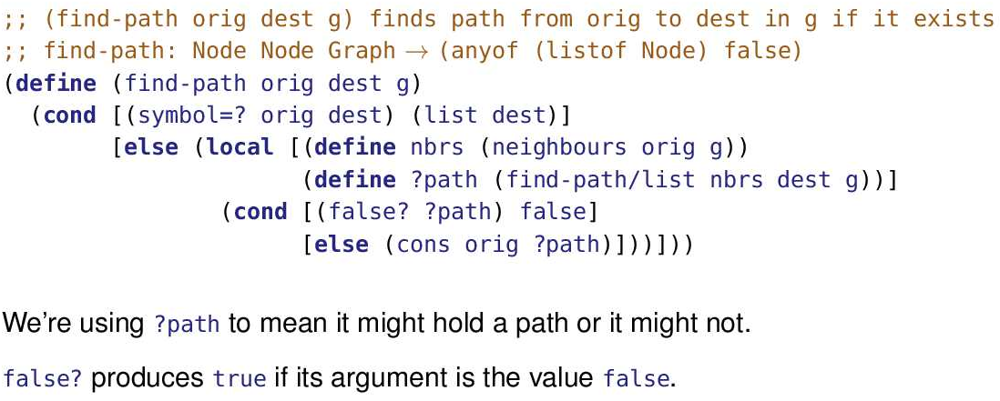 ;; (find-path orig dest g) finds path from orig to dest in g if it exists
;; find-path: Node Node Graph → (anyof (listof Node) false)
(define (find-path orig dest g)
  (cond [(symbol=? orig dest) (list dest)]
        [else (local [(define nbrs (neighbours orig g))
                      (define ?path (find-path/list nbrs dest g))]
                (cond [(false? ?path) false]
                      [else (cons orig ?path)]))]))
We're using ?path to mean it might hold a path or it might not.
false? produces true if its argument is the value false.